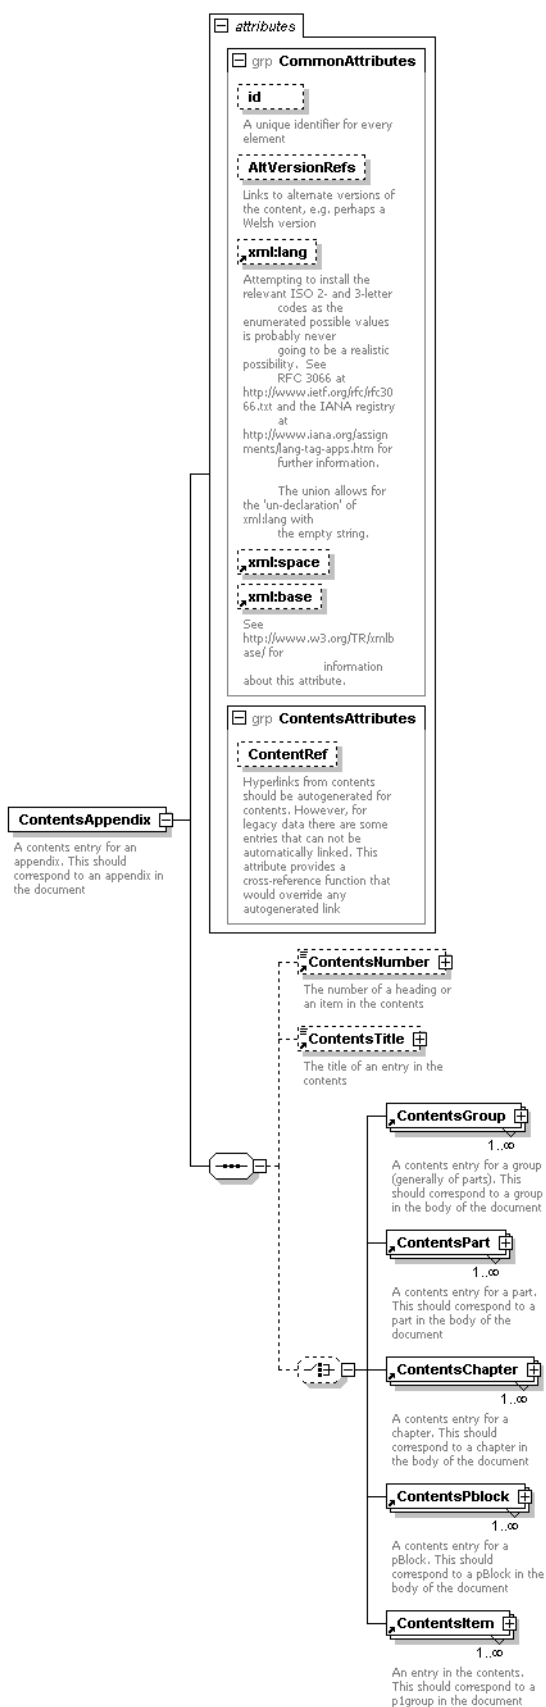 attributes
grp CommonAttributes
id
A unique identifier for every
element
AltVersionRefs
Links to alternate versions of
the content, e.g. perhaps a
Welsh version
xml:lang
Attempting to install the
relevant ISO 2- and 3-letter
codes as the
enumerated possible values
is probably never
going to be a realistic
possibility. See
RFC 3066 at
http://www.ietf.org/rfc/rfc30
66.txt and the IANA registry
at
http://www.iana.org/assign
ments/lang-tag-apps.htm for
further information.
The union allows for
the 'un-declaration' of
xml:lang with
the empty string.
xml:space
xml:base
See
http://www.w3.org/TR/xmlb
ase/ for
information
about this attribute.
grp ContentsAttributes
ContentRef
Hyperlinks from contents
should be autogenerated for
contents. However, for
legacy data there are some
entries that can not be
automatically linked. This
attribute provides a
cross-reference function that
would override any
autogenerated link
ContentsAppendix
A contents entry for an
appendix. This should
correspond to an appendix in
the document
ContentsNumber
The number of a heading or
an item in the contents
ContentsTitle
The title of an entry in the
contents
ContentsGroup
1..∞
A contents entry for a group
(generally of parts). This
should correspond to a group
in the body of the document
ContentsPart
1..∞
A contents entry for a part.
This should correspond to a
part in the body of the
document
ContentsChapter
1..∞
A contents entry for a
chapter. This should
correspond to a chapter in
the body of the document
ContentsPblock
1..∞
A contents entry for a
pBlock. This should
correspond to a pBlock in the
body of the document
ContentsItem
1..∞
An entry in the contents.
This should correspond to a
p1group in the document